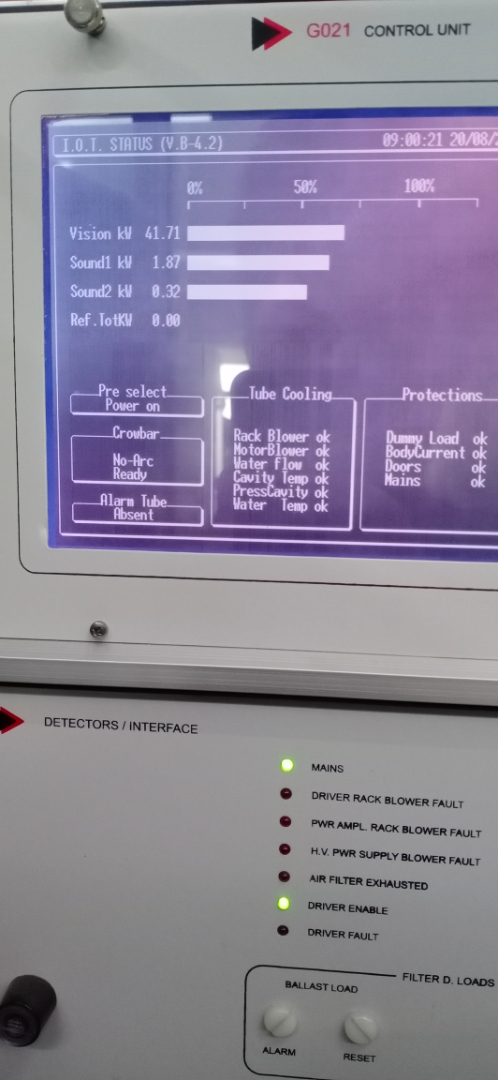 G021 CONTROL UNIT
I.O.T. STATUS (V.B-4.2) 09:00:21 20/08/
0% 50% 100%
Vision kW 41.71
Sound1 kW 1.87
Sound2 kW 0.32
Ref.TotKW 0.00
Pre select
Power on
Crowbar
No-Arc
Ready
Alarm Tube
Absent
Tube Cooling
Rack Blower ok
MotorBlower ok
Water flow ok
Cavity Temp ok
PressCavity ok
Water Temp ok
Protections
Dummy Load ok
BodyCurrent ok
Doors ok
Mains ok
DETECTORS / INTERFACE
MAINS
DRIVER RACK BLOWER FAULT
PWR AMPL. RACK BLOWER FAULT
H.V. PWR SUPPLY BLOWER FAULT
AIR FILTER EXHAUSTED
DRIVER ENABLE
DRIVER FAULT
FILTER D. LOADS
BALLAST LOAD
ALARM RESET